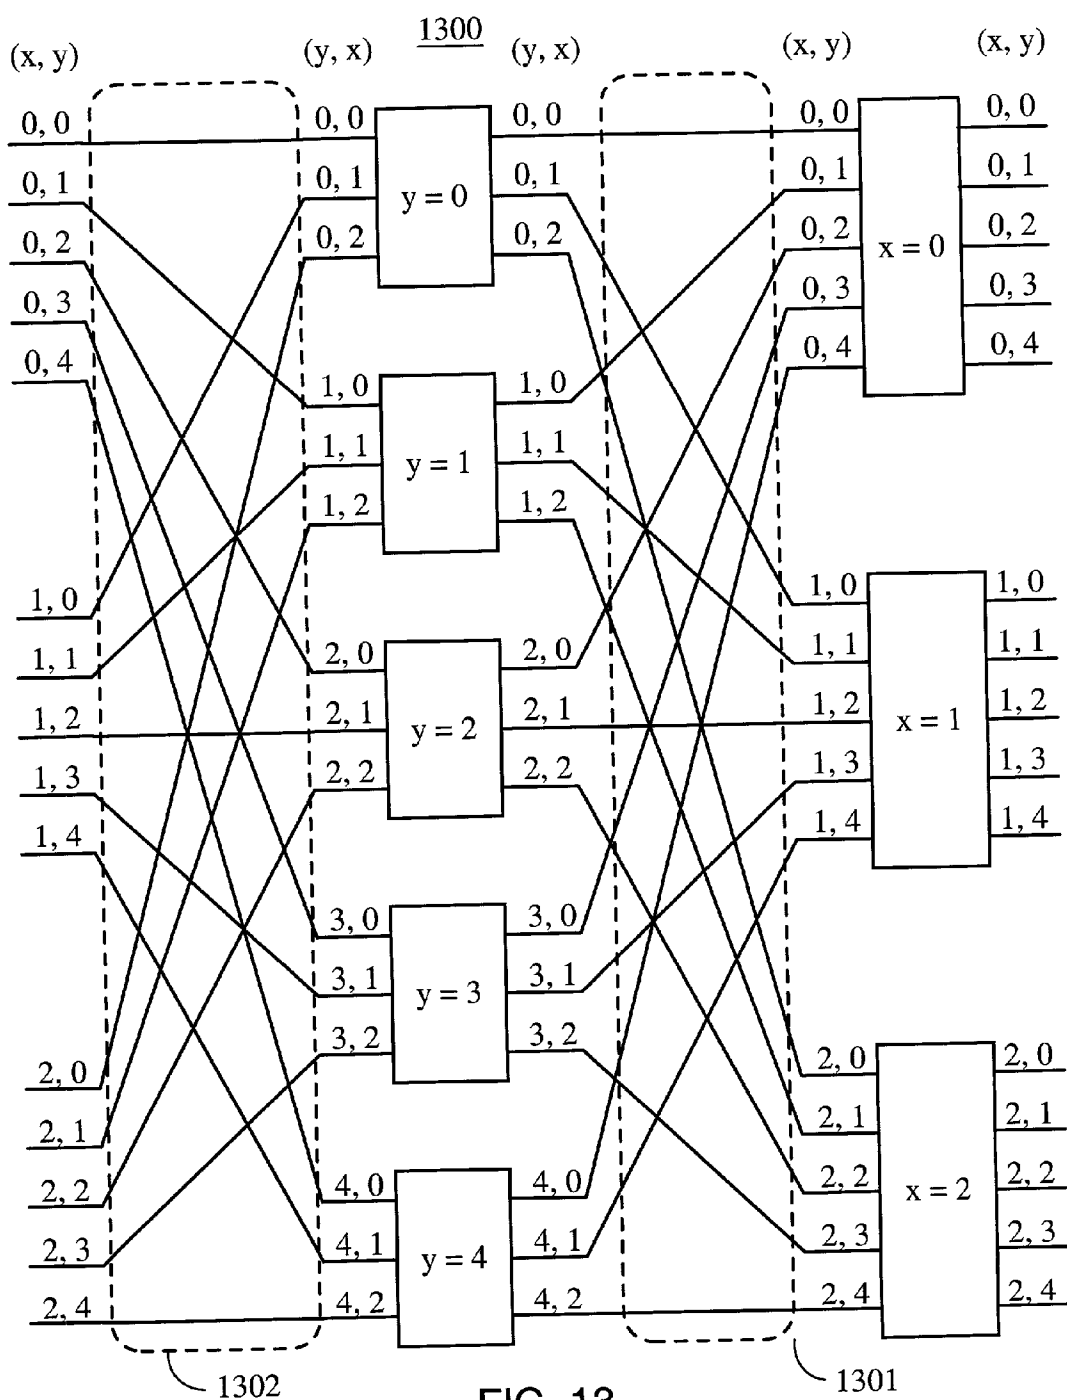 1300
(x, y) (y, x) (y, x) (x, y) (x, y)
0, 0 0, 0 0, 0 0, 0 0, 0
0, 1 0, 1 0, 1 0, 1 0, 1
0, 2 0, 2 0, 2 0, 2 0, 2
y = 0
x = 0
0, 3 0, 3 0, 3
0, 4 0, 4 0, 4
1, 0 1, 0
1, 1 1, 1
y = 1
1, 2 1, 2
1, 0 1, 0 1, 0
1, 1 1, 1 1, 1
2, 0 2, 0
1, 2 2, 1 2, 1 1, 2 1, 2
y = 2
x = 1
1, 3 2, 2 2, 2 1, 3 1, 3
1, 4 1, 4 1, 4
3, 0 3, 0
3, 1 3, 1
y = 3
3, 2 3, 2
2, 0 2, 0 2, 0
2, 1 2, 1 2, 1
2, 2 4, 0 4, 0 2, 2 2, 2
x = 2
2, 3 4, 1 4, 1 2, 3 2, 3
y = 4
2, 4 4, 2 4, 2 2, 4 2, 4
1302 1301
FIG. 13